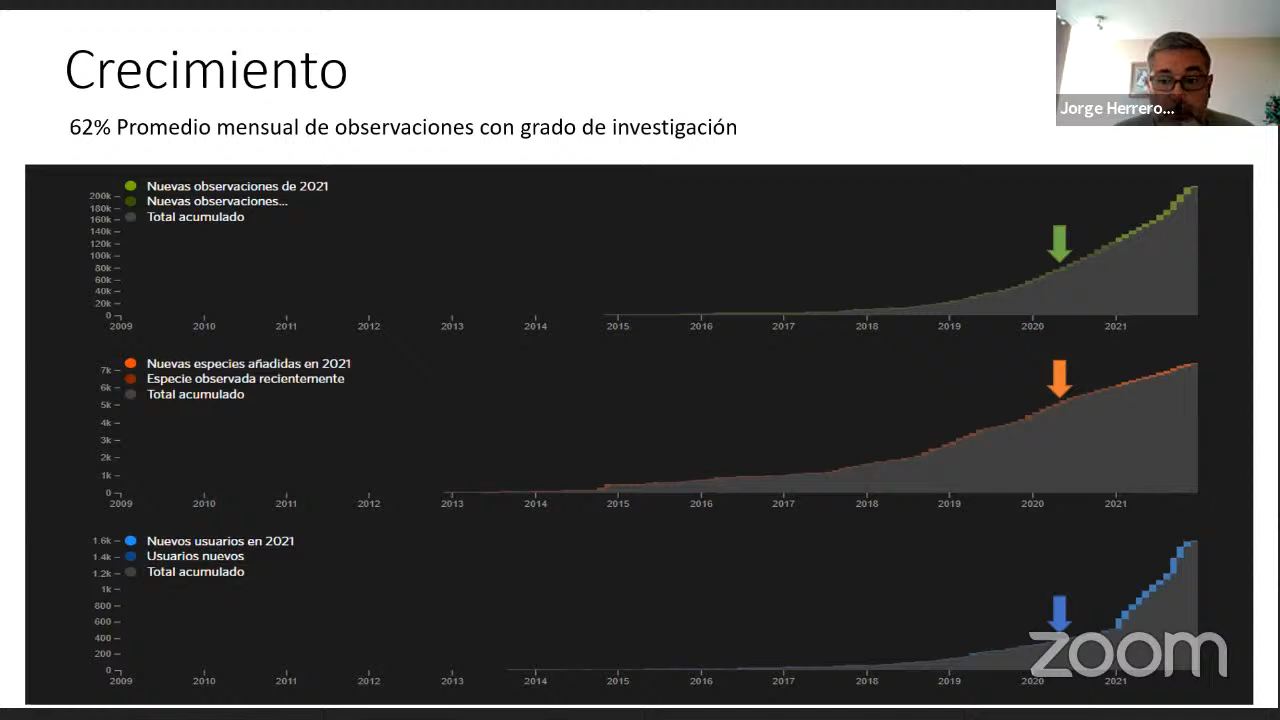 Crecimiento
62% Promedio mensual de observaciones con grado de investigación
Jorge Herrero...
Nuevas observaciones de 2021
Nuevas observaciones...
Total acumulado
200k
180k
160k
140k
120k
100k
80k
60k
40k
20k
0
2009 2010 2011 2012 2013 2014 2015 2016 2017 2018 2019 2020 2021
Nuevas especies añadidas en 2021
Especie observada recientemente
Total acumulado
7k
6k
5k
4k
3k
2k
1k
0
2009 2010 2011 2012 2013 2014 2015 2016 2017 2018 2019 2020 2021
Nuevos usuarios en 2021
Usuarios nuevos
Total acumulado
1.6k
1.4k
1.2k
1k
800
600
400
200
0
2009 2010 2011 2012 2013 2014 2015 2016 2017 2018 2019 2020 2021
zoom